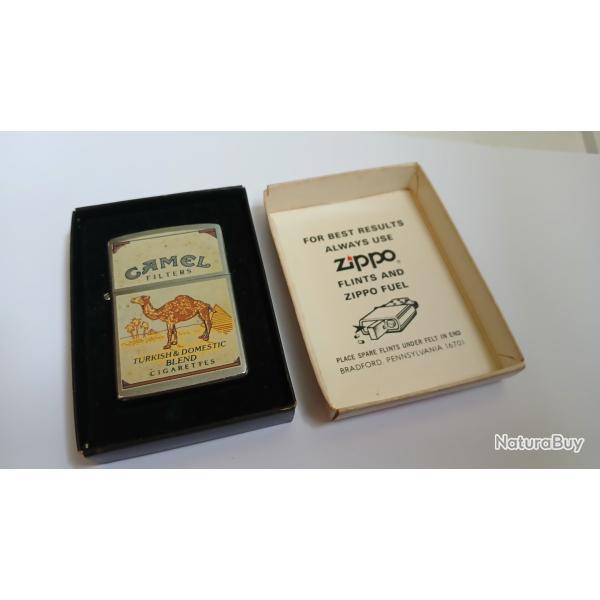 CAMEL
FILTERS
TURKISH & DOMESTIC
BLEND
CIGARETTES
FOR BEST RESULTS
ALWAYS USE
Zippo®
FLINTS AND
ZIPPO FUEL
PLACE SPARE FLINTS UNDER FELT IN END
BRADFORD, PENNSYLVANIA 16701
NaturaBuy